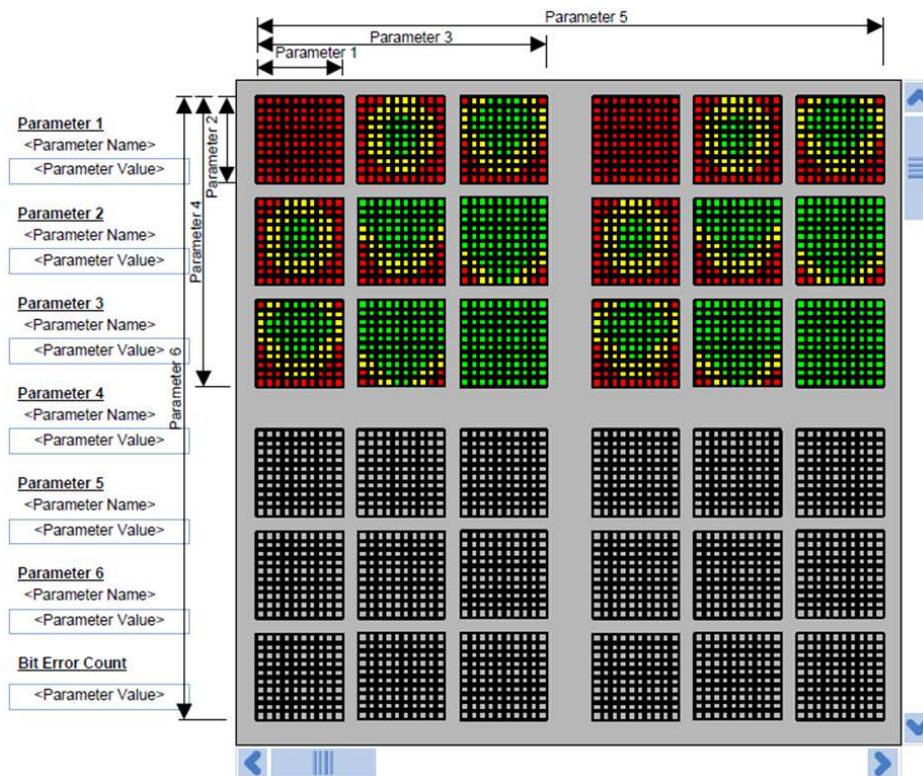 Parameter 5
Parameter 3
Parameter 1
Parameter 2
Parameter 4
Parameter 6
Parameter 1
<Parameter Name>
<Parameter Value>
Parameter 2
<Parameter Name>
<Parameter Value>
Parameter 3
<Parameter Name>
<Parameter Value>
Parameter 4
<Parameter Name>
<Parameter Value>
Parameter 5
<Parameter Name>
<Parameter Value>
Parameter 6
<Parameter Name>
<Parameter Value>
Bit Error Count
<Parameter Value>